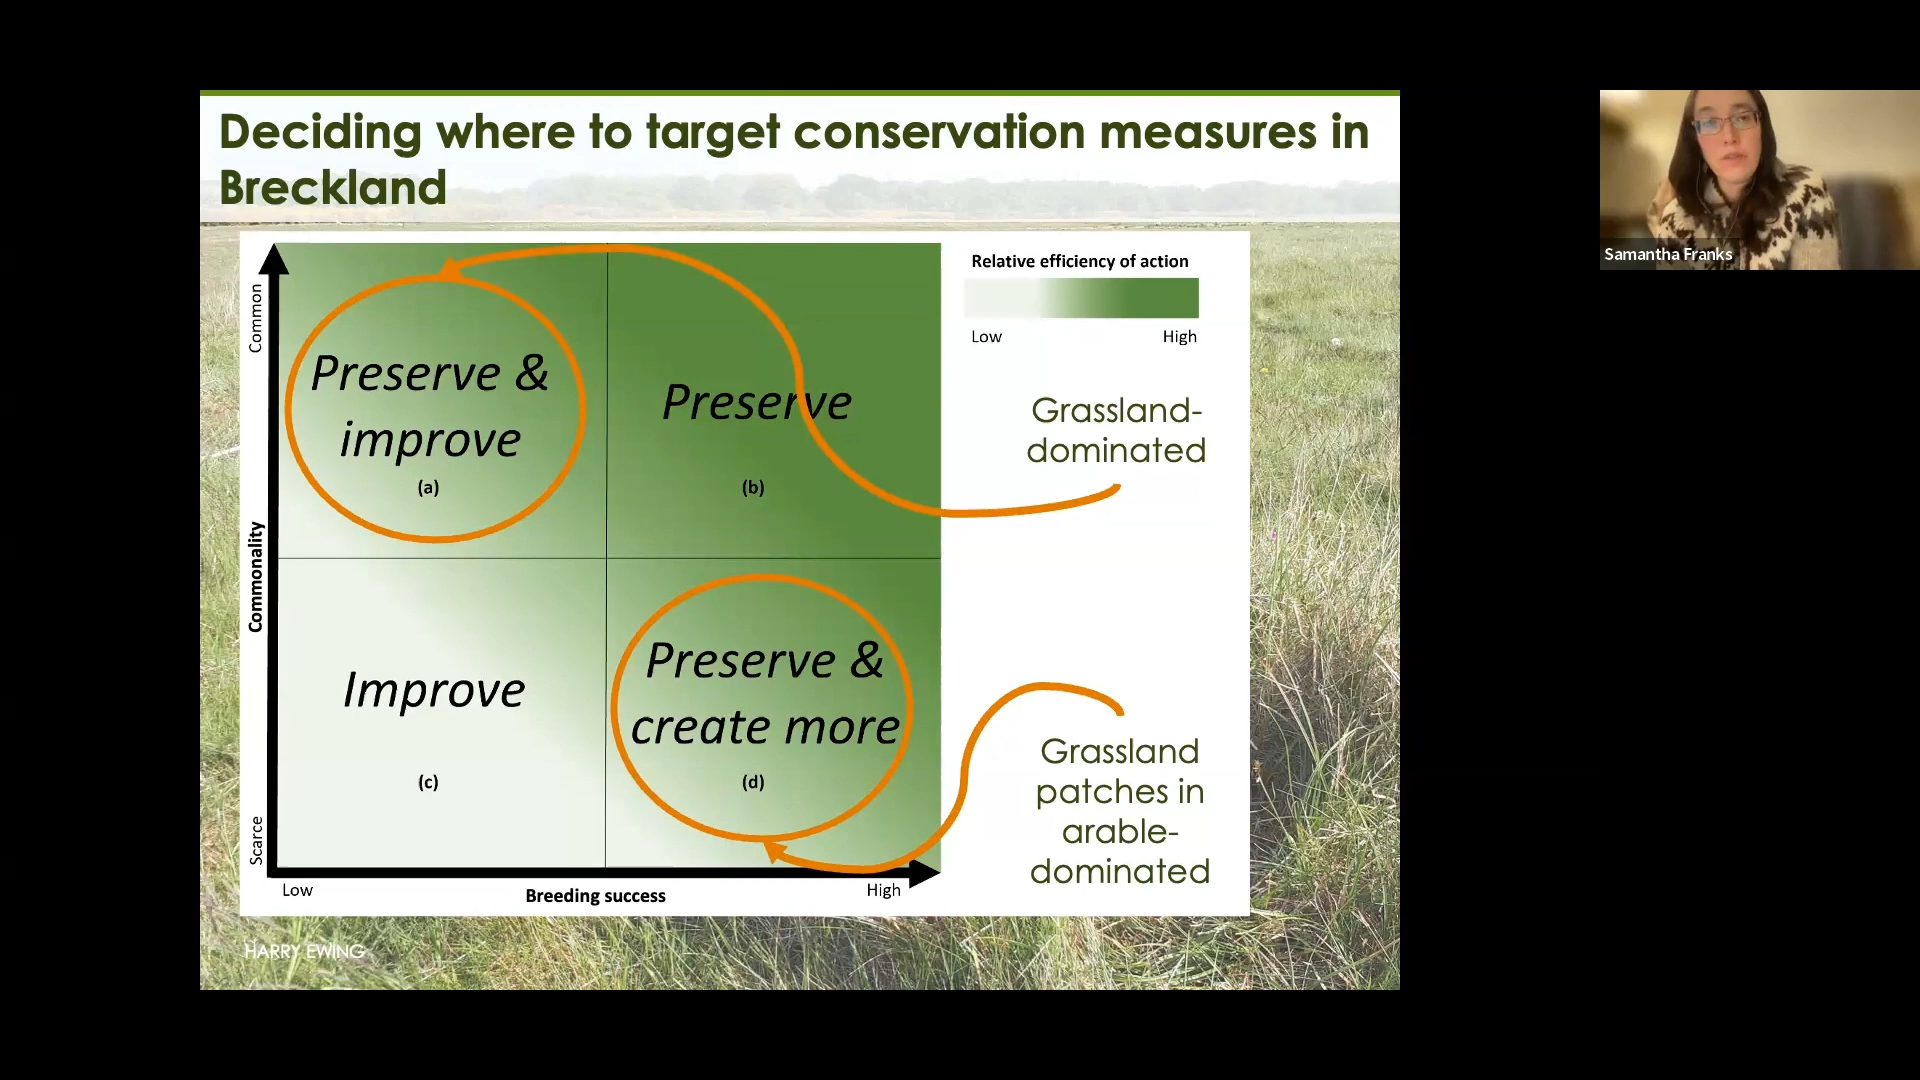 Deciding where to target conservation measures in
Breckland
Samantha Franks
Common
Commonality
Scarce
Preserve &
improve
(a)
Preserve
(b)
Improve
(c)
Preserve &
create more
(d)
Low
Breeding success
High
Relative efficiency of action
Low
High
Grassland-
dominated
Grassland
patches in
arable-
dominated
HARRY EWING